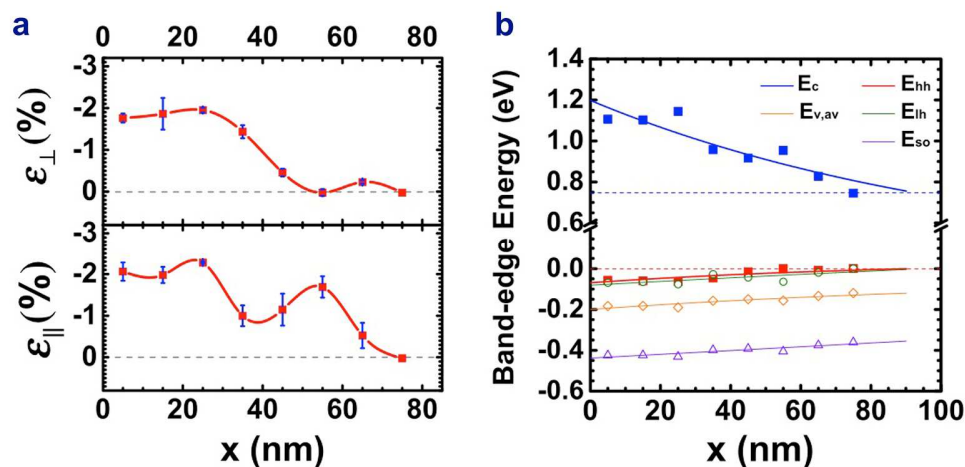 a
0 20 40 60 80
-3
-2
-1
0
ε⊥(%)
-3
-2
-1
0
ε||(%)
0 20 40 60 80
x (nm)
b
1.4
1.2
1.0
0.8
0.6
0.0
-0.2
-0.4
-0.6
Band-edge Energy (eV)
Ec Ehh
Ev,av Elh
Eso
0 20 40 60 80 100
x (nm)